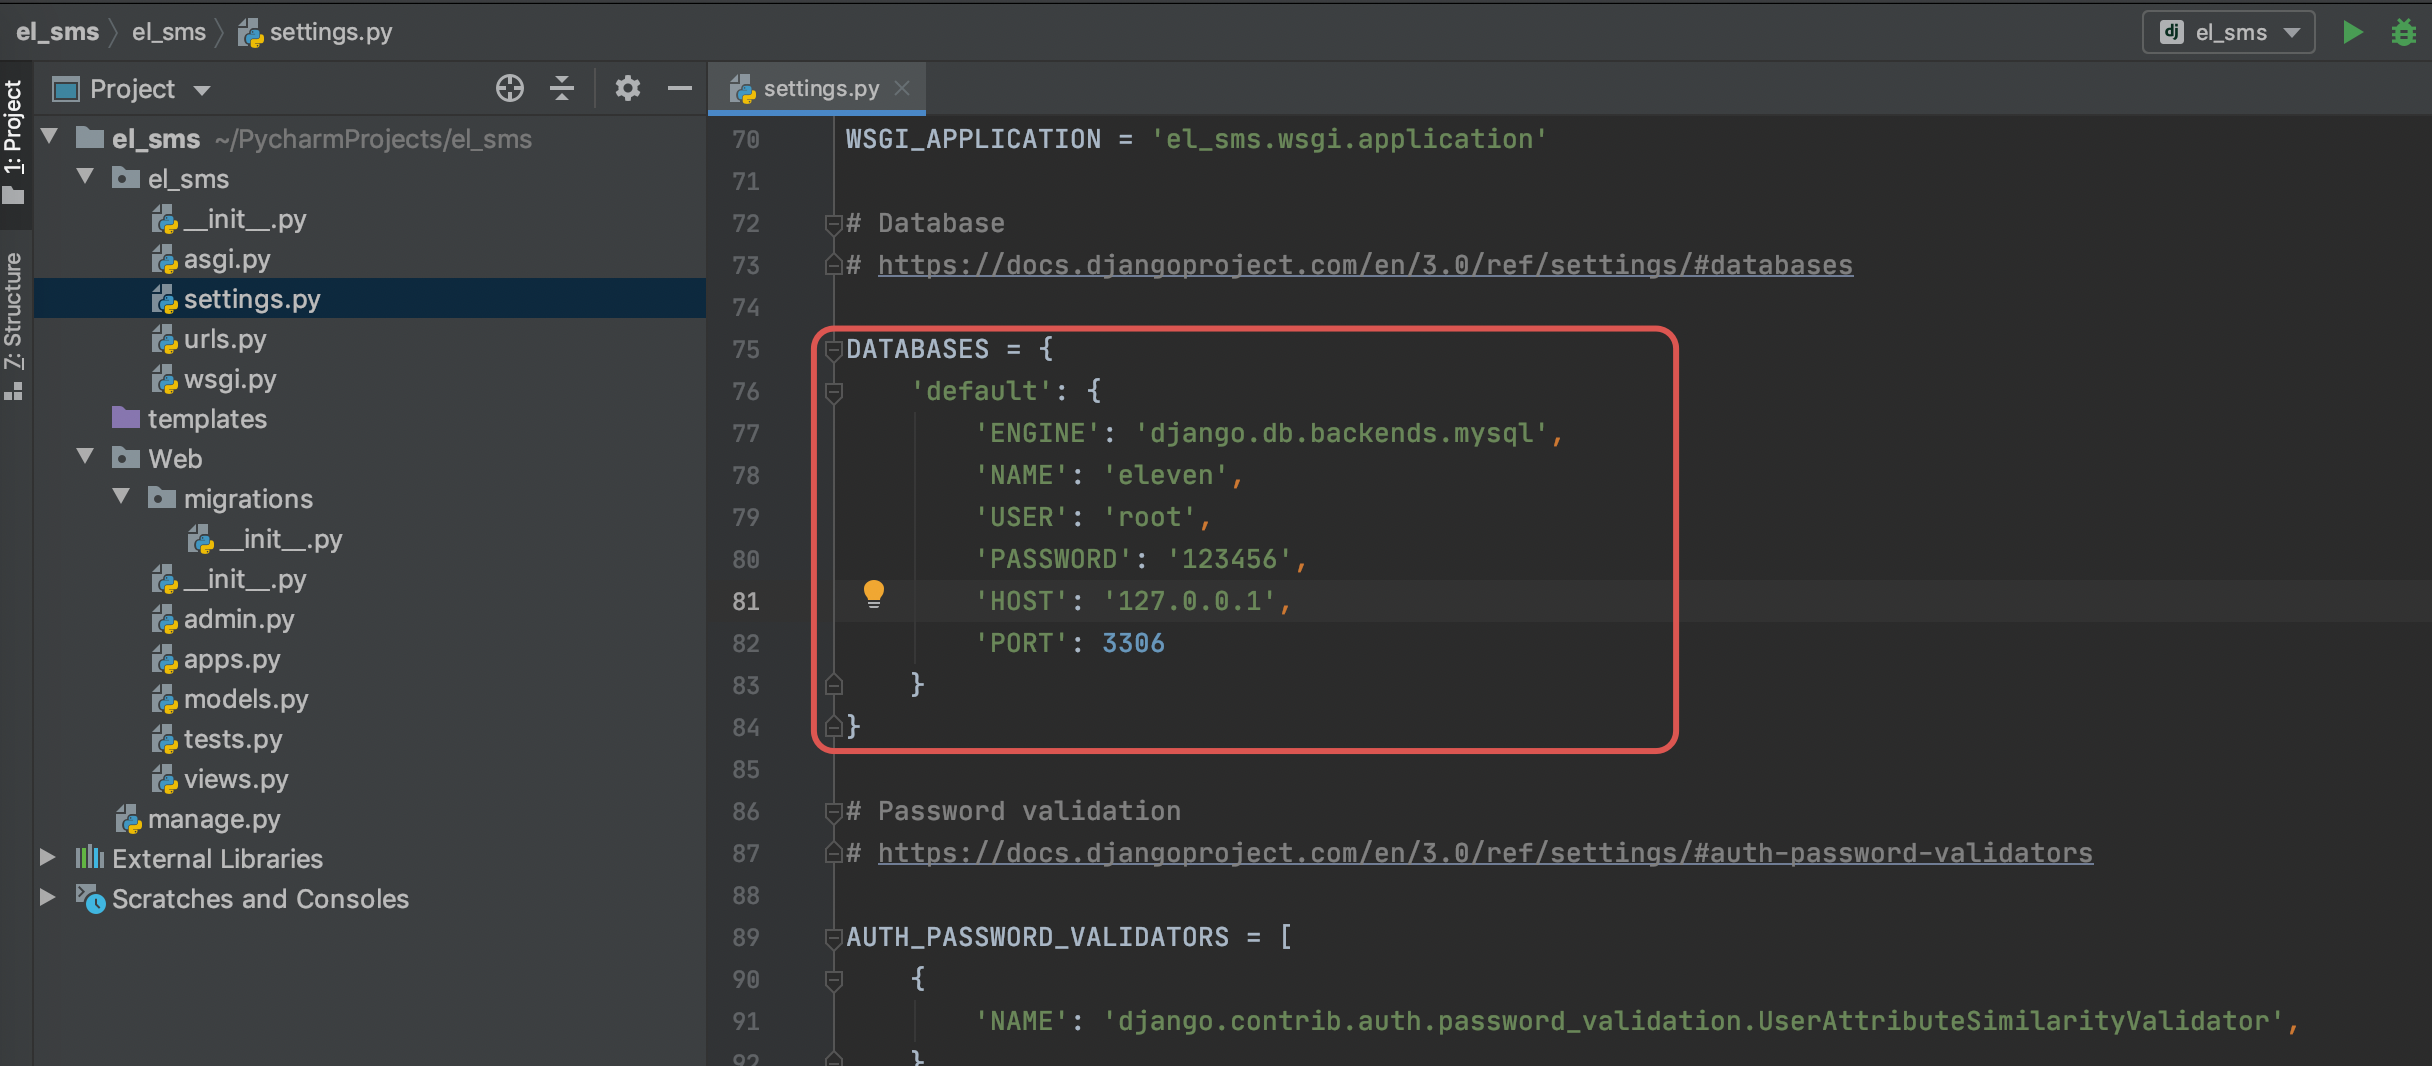 el_sms el_sms settings.py
el_sms
1: Project
7: Structure
Project
el_sms ~/PycharmProjects/el_sms
el_sms
__init__.py
asgi.py
settings.py
urls.py
wsgi.py
templates
Web
migrations
__init__.py
__init__.py
admin.py
apps.py
models.py
tests.py
views.py
manage.py
External Libraries
Scratches and Consoles
settings.py
70 WSGI_APPLICATION = 'el_sms.wsgi.application'
71
72 # Database
73 # https://docs.djangoproject.com/en/3.0/ref/settings/#databases
74
75 DATABASES = {
76     'default': {
77         'ENGINE': 'django.db.backends.mysql',
78         'NAME': 'eleven',
79         'USER': 'root',
80         'PASSWORD': '123456',
81         'HOST': '127.0.0.1',
82         'PORT': 3306
83     }
84 }
85
86 # Password validation
87 # https://docs.djangoproject.com/en/3.0/ref/settings/#auth-password-validators
88
89 AUTH_PASSWORD_VALIDATORS = [
90     {
91         'NAME': 'django.contrib.auth.password_validation.UserAttributeSimilarityValidator',
92     }